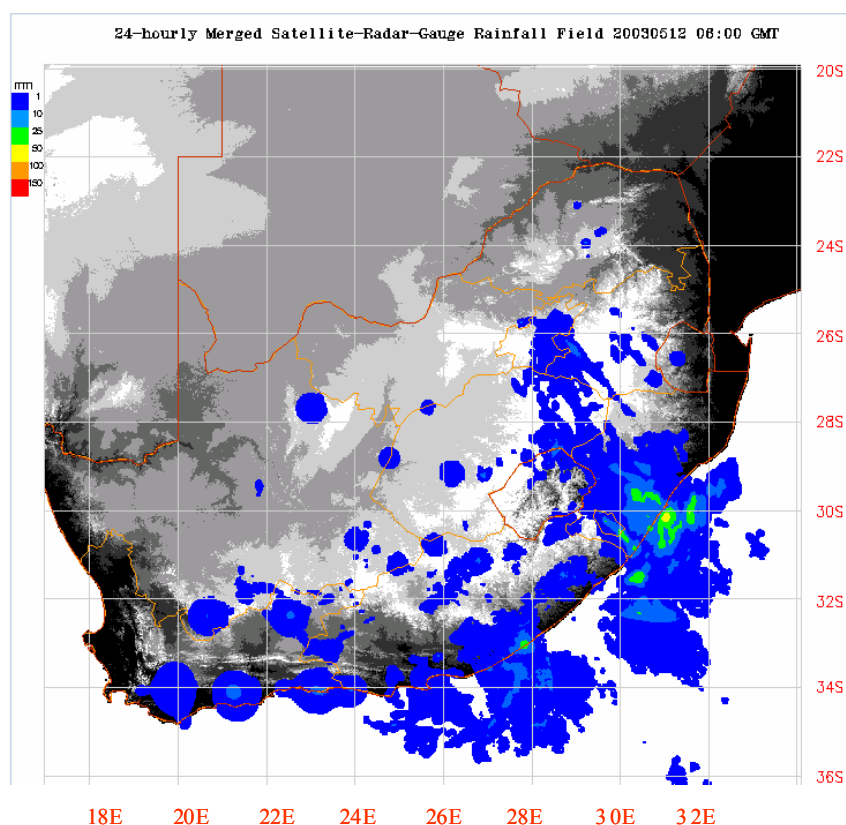 24-hourly Merged Satellite-Radar-Gauge Rainfall Field 20030512 06:00 GMT
mm
1
10
25
50
100
150
20S
22S
24S
26S
28S
30S
32S
34S
36S
18E 20E 22E 24E 26E 28E 30E 32E